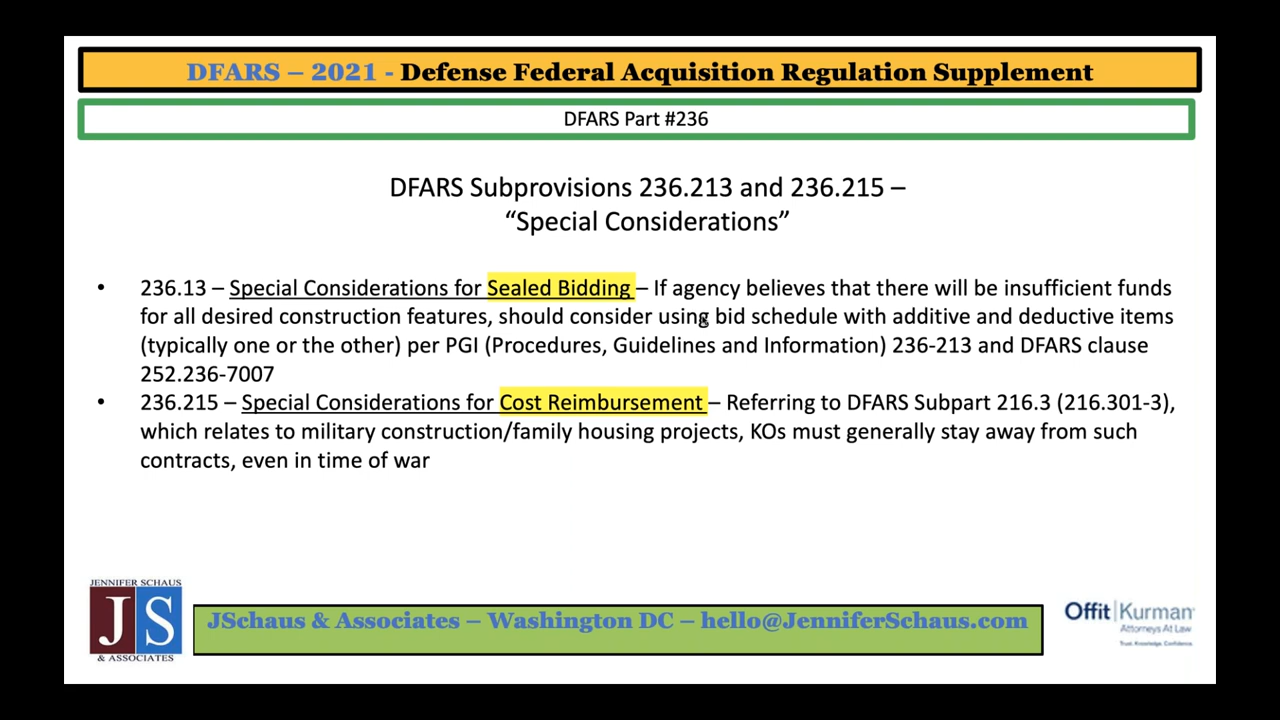 DFARS – 2021 - Defense Federal Acquisition Regulation Supplement
DFARS Part #236
DFARS Subprovisions 236.213 and 236.215 –
“Special Considerations”
• 236.13 – Special Considerations for Sealed Bidding – If agency believes that there will be insufficient funds
for all desired construction features, should consider using bid schedule with additive and deductive items
(typically one or the other) per PGI (Procedures, Guidelines and Information) 236-213 and DFARS clause
252.236-7007
• 236.215 – Special Considerations for Cost Reimbursement – Referring to DFARS Subpart 216.3 (216.301-3),
which relates to military construction/family housing projects, KOs must generally stay away from such
contracts, even in time of war
JENNIFER SCHAUS
JS
& ASSOCIATES
JSchaus & Associates – Washington DC – hello@JenniferSchaus.com
Offit|Kurman
Attorneys At Law
Trust. Knowledge. Confidence.